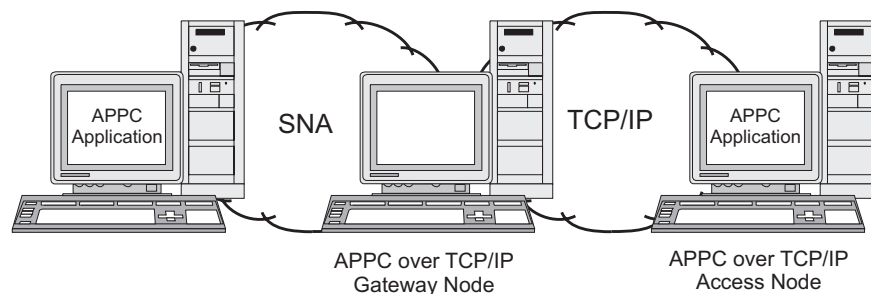 APPC
Application
SNA
TCP/IP
APPC
Application
APPC over TCP/IP
Gateway Node
APPC over TCP/IP
Access Node